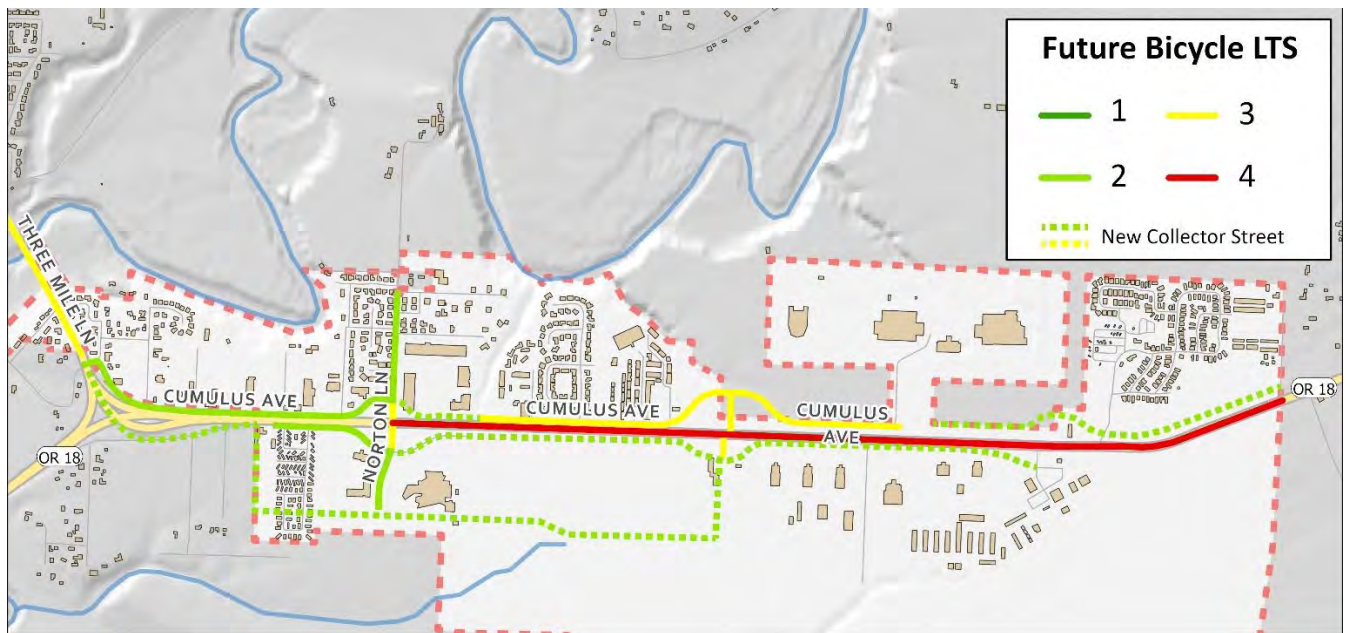 Future Bicycle LTS
1 3
2 4
New Collector Street
THREE MILE LN
CUMULUS AVE
NORTON LN
CUMULUS AVE
CUMULUS
AVE
OR 18
OR 18